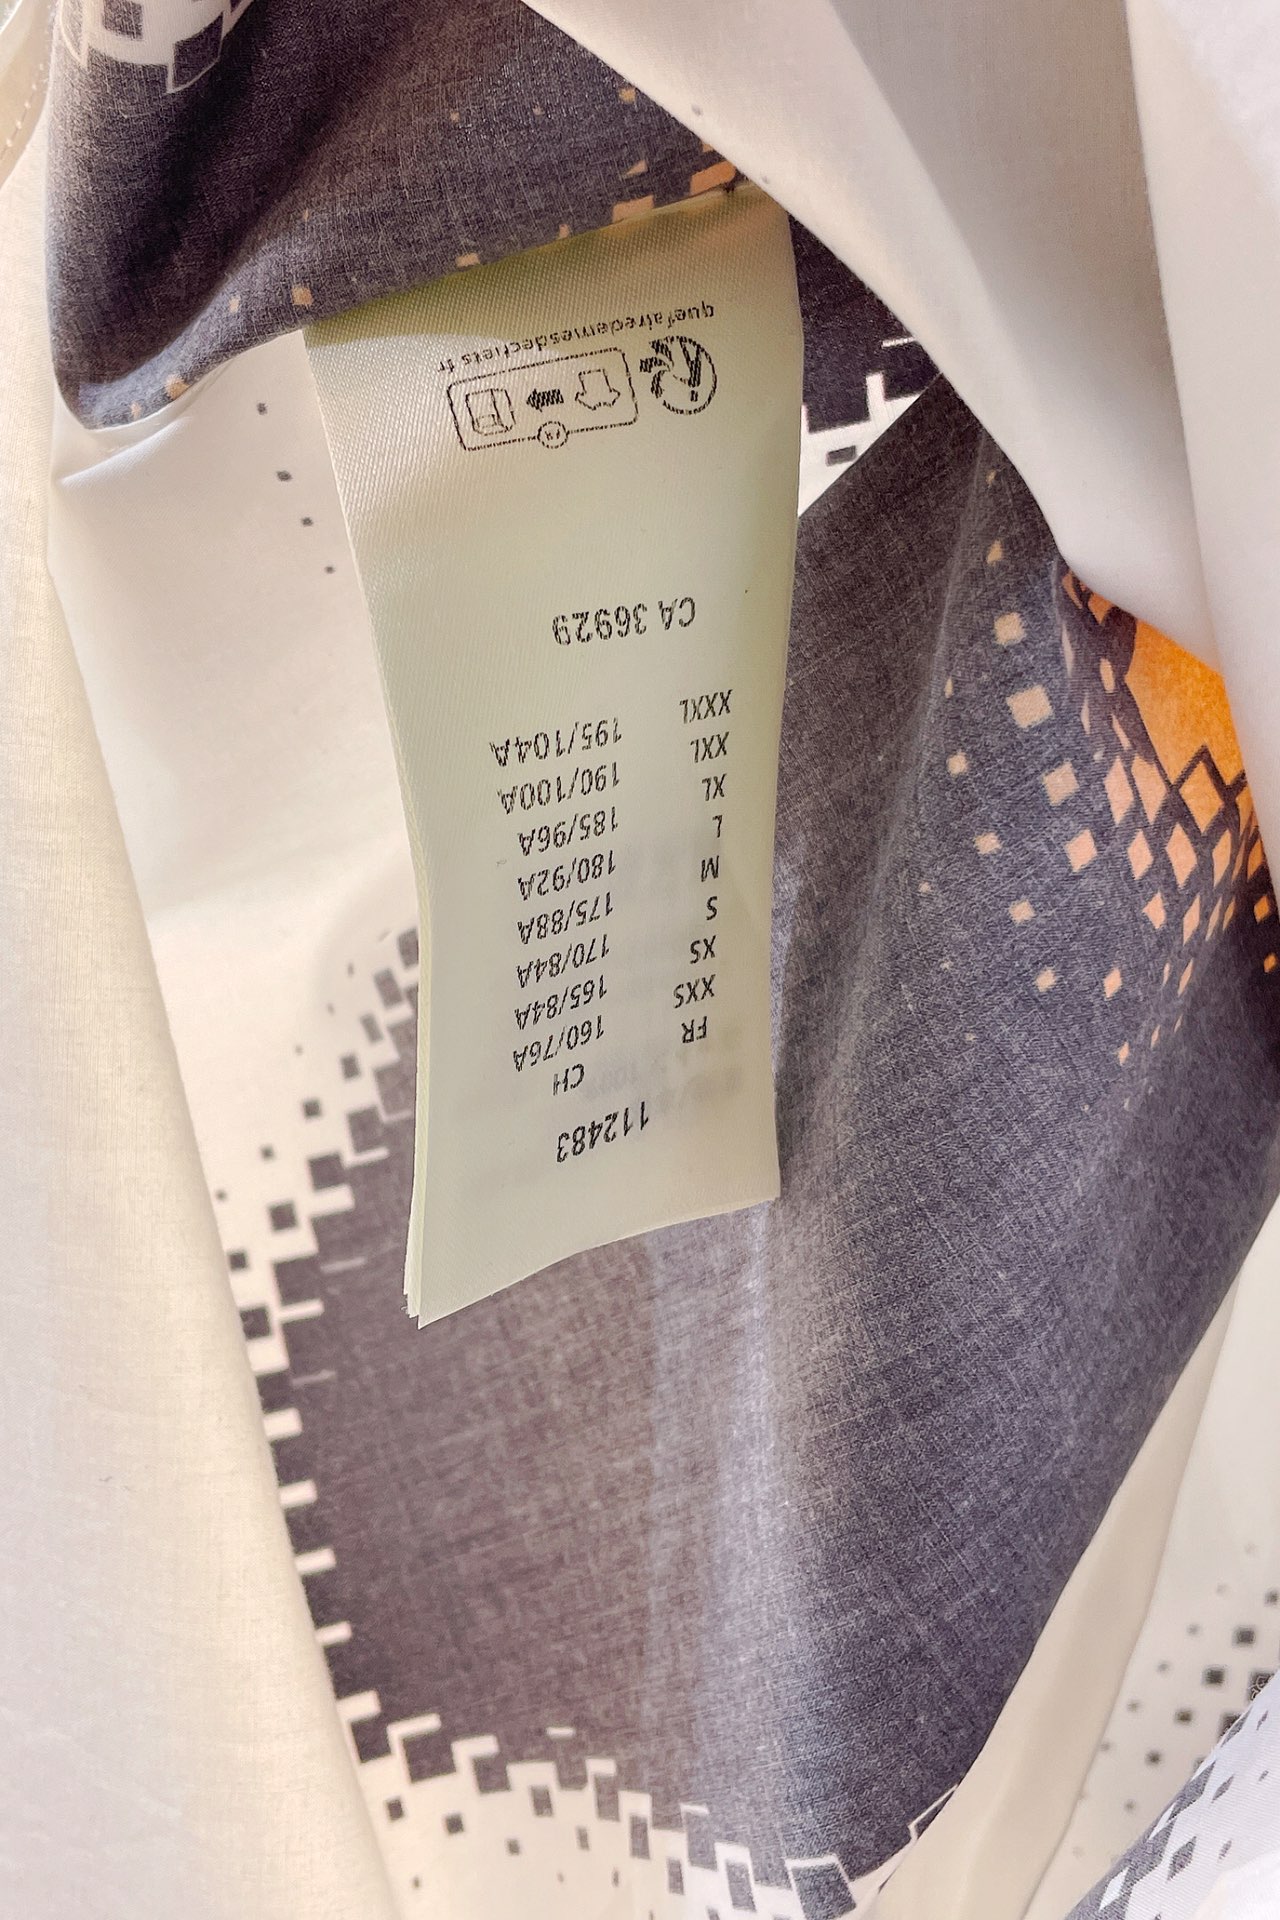 112483
FR CH
XXS 160/76A
XS 165/84A
S 170/84A
M 175/88A
L 180/92A
XL 185/96A
XXL 190/100A
XXXL 195/104A
CA 36929
FR
quefairedemesdechets.fr